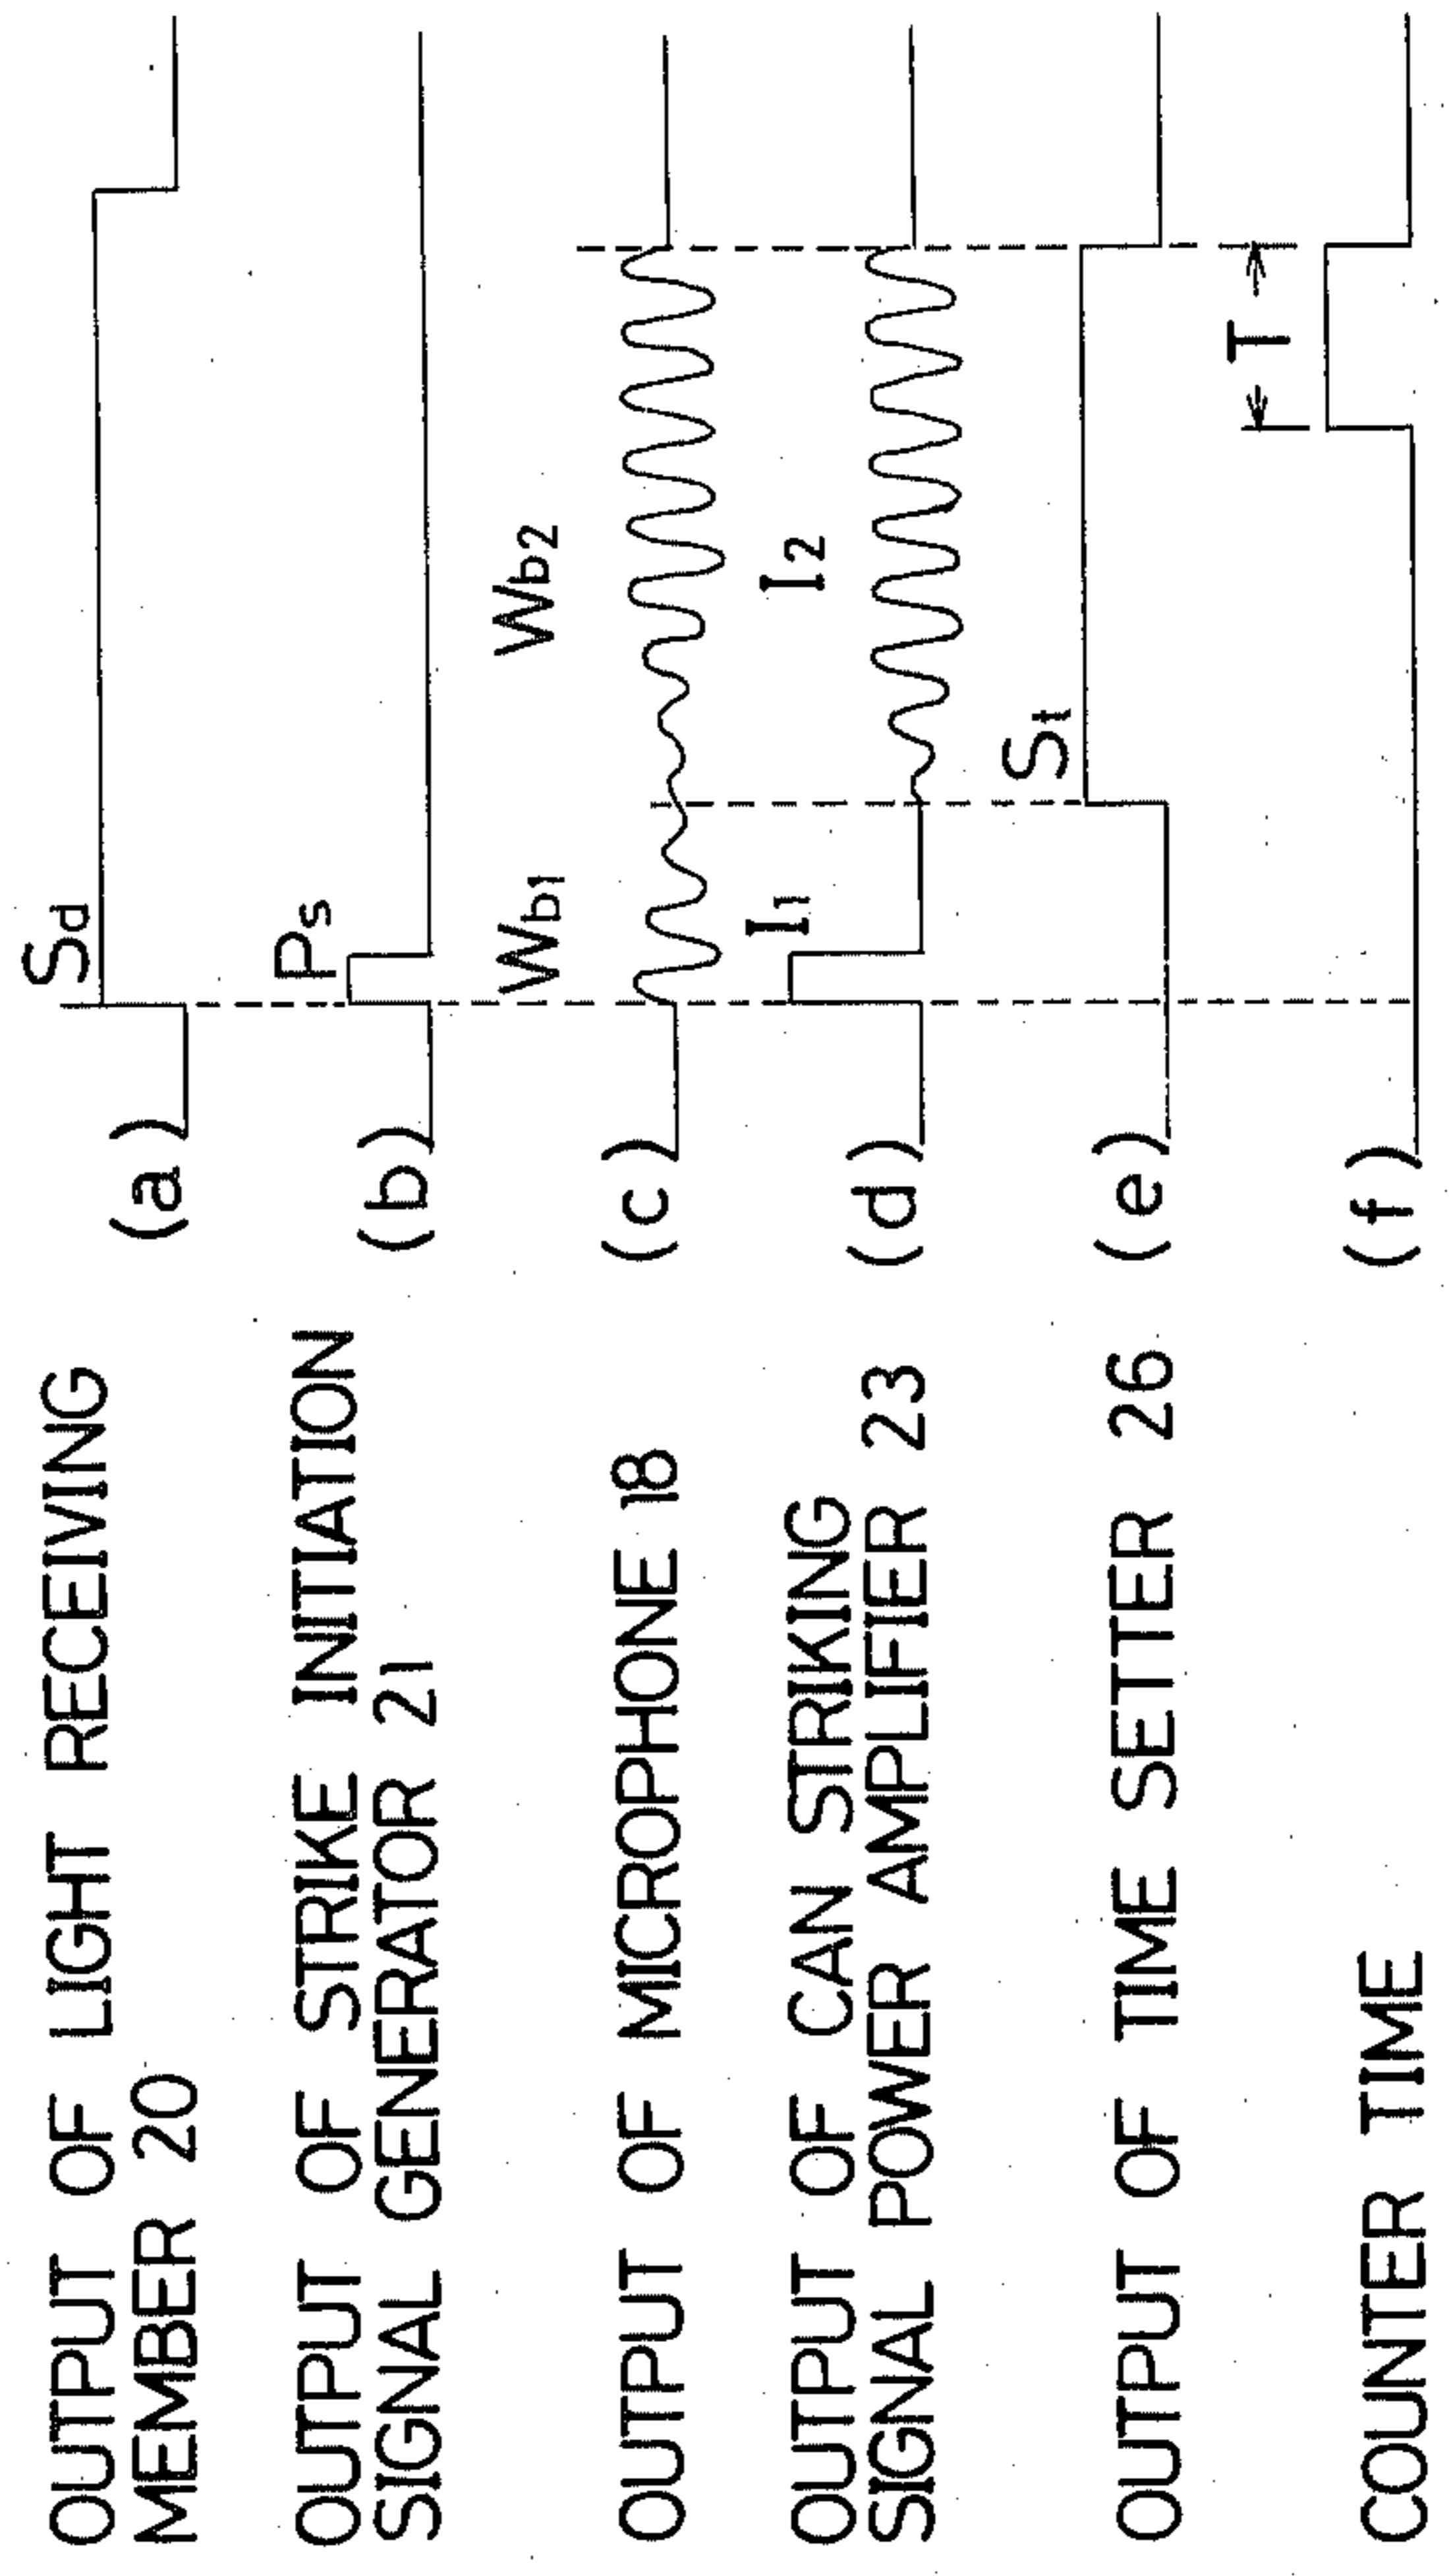 OUTPUT OF LIGHT RECEIVING
MEMBER 20
(a)
Sd
OUTPUT OF STRIKE INITIATION
SIGNAL GENERATOR 21
(b)
Ps
OUTPUT OF MICROPHONE 18
(c)
Wb1
Wb2
OUTPUT OF CAN STRIKING
SIGNAL POWER AMPLIFIER 23
(d)
I1
I2
OUTPUT OF TIME SETTER 26
(e)
St
COUNTER TIME
(f)
T